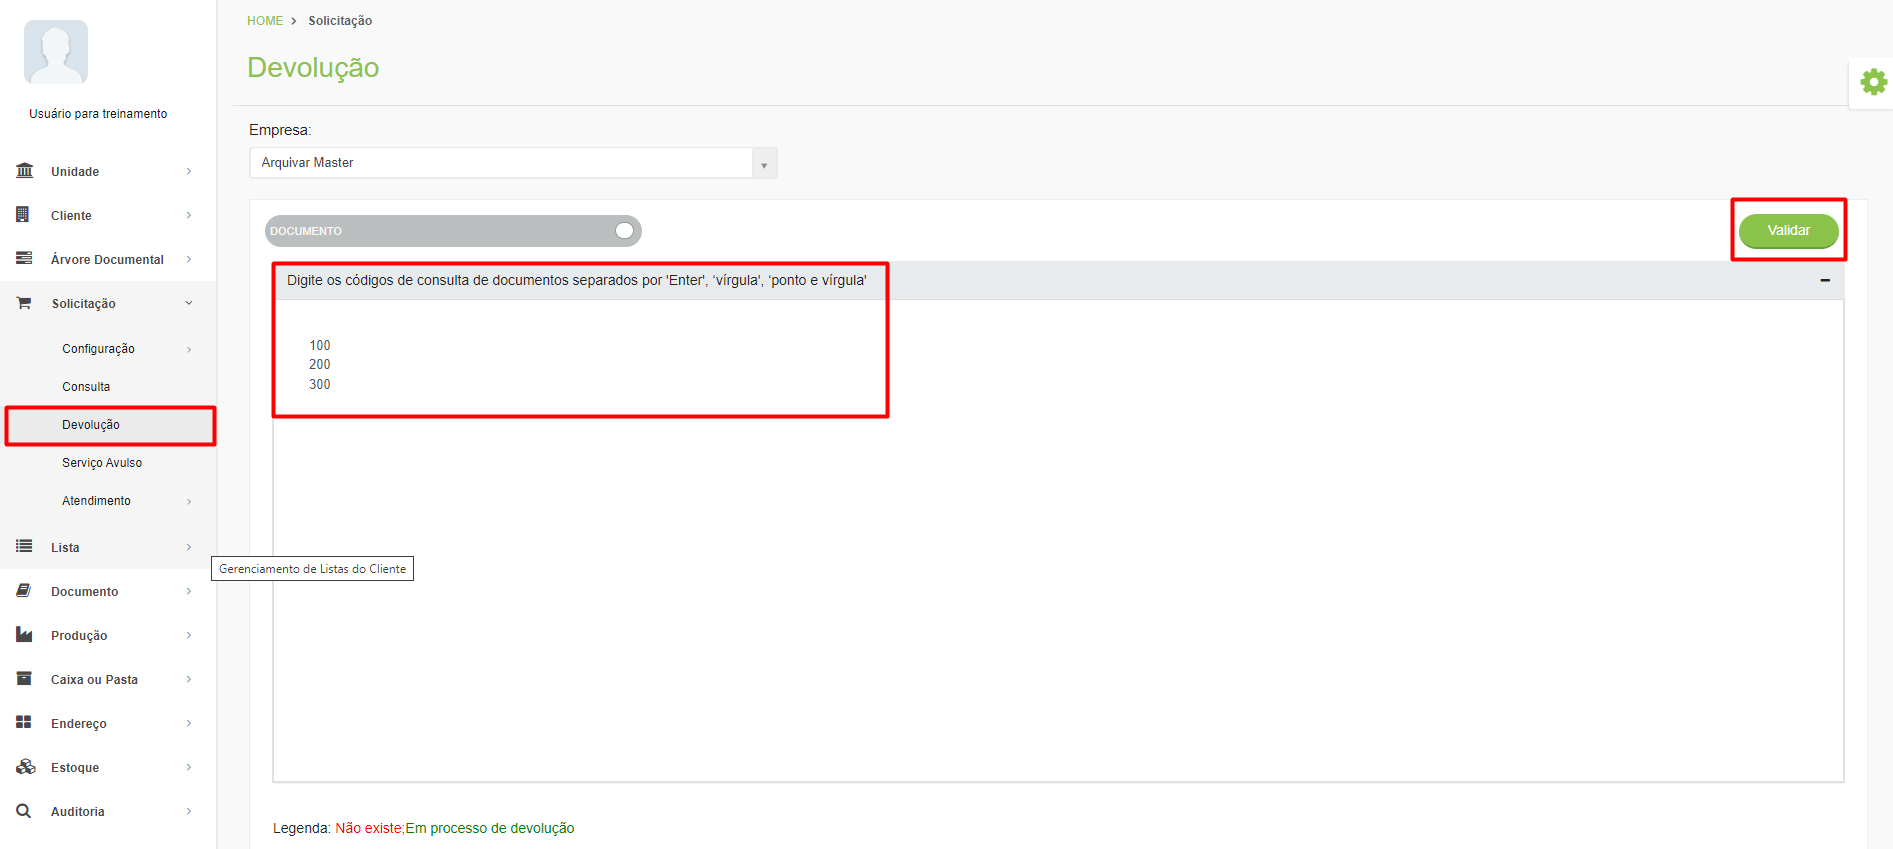 HOME > Solicitação
Devolução
Usuário para treinamento
Unidade
Cliente
Árvore Documental
Solicitação
Configuração
Consulta
Devolução
Serviço Avulso
Atendimento
Lista
Documento
Produção
Caixa ou Pasta
Endereço
Estoque
Auditoria
Gerenciamento de Listas do Cliente
Empresa:
Arquivar Master
DOCUMENTO
Validar
Digite os códigos de consulta de documentos separados por 'Enter', ‘vírgula', ‘ponto e vírgula'
100
200
300
Legenda: Não existe;Em processo de devolução